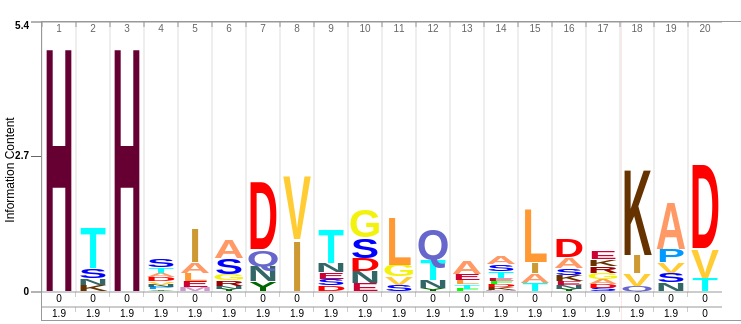 5.4
1 2 3 4 5 6 7 8 9 10 11 12 13 14 15 16 17 18 19 20
Information Content
2.7
0
H T S N K H S I A A S D Q N Y V I T N E S D G S D N E L G V S Q T N A E A S T L I A T D A S E K R K I V Q A P V S N D V T
0 0 0 0 0 0 0 0 0 0 0 0 0 0 0 0 0 0 0 0
1.9 1.9 1.9 1.9 1.9 1.9 1.9 1.9 1.9 1.9 1.9 1.9 1.9 1.9 1.9 1.9 1.9 1.9 1.9 0